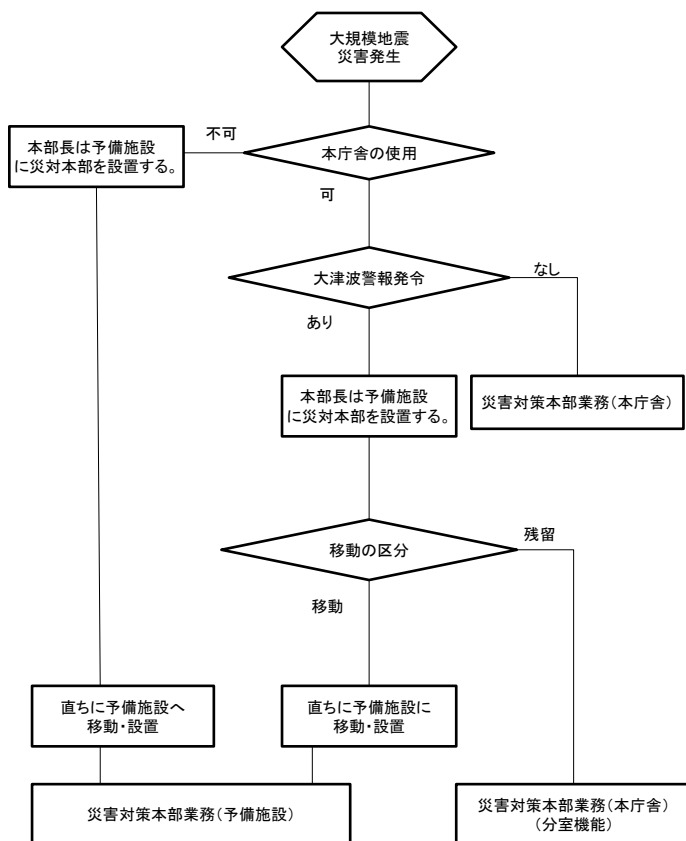 大規模地震
災害発生
不可
本部長は予備施設
に災対本部を設置する。
本庁舎の使用
可
大津波警報発令
なし
あり
本部長は予備施設
に災対本部を設置する。
災害対策本部業務(本庁舎)
移動の区分
残留
移動
直ちに予備施設へ
移動・設置
直ちに予備施設に
移動・設置
災害対策本部業務(予備施設)
災害対策本部業務(本庁舎)
(分室機能)